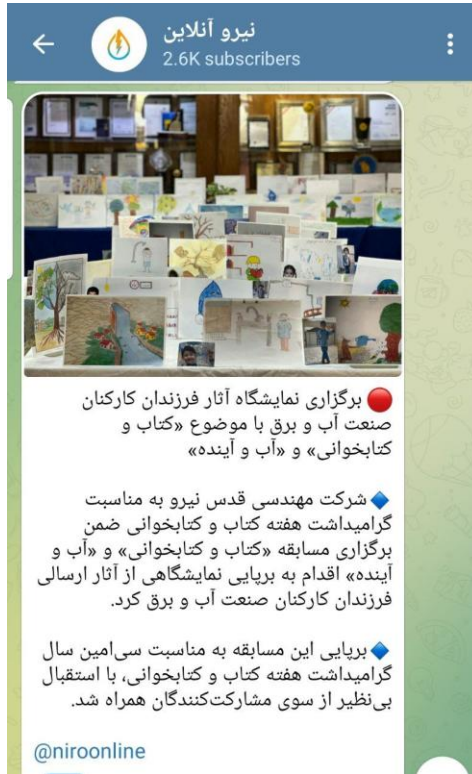 نیرو آنلاین
2.6K subscribers
برگزاری نمایشگاه آثار فرزندان کارکنان
صنعت آب و برق با موضوع «کتاب و
کتابخوانی» و «آب و آینده»
شرکت مهندسی قدس نیرو به مناسبت
گرامیداشت هفته کتاب و کتابخوانی ضمن
برگزاری مسابقه «کتاب و کتابخوانی» و «آب و
آینده» اقدام به برپایی نمایشگاهی از آثار ارسالی
فرزندان کارکنان صنعت آب و برق کرد.
برپایی این مسابقه به مناسبت سی‌امین سال
گرامیداشت هفته کتاب و کتابخوانی، با استقبال
بی‌نظیر از سوی مشارکت‌کنندگان همراه شد.
@niroonline